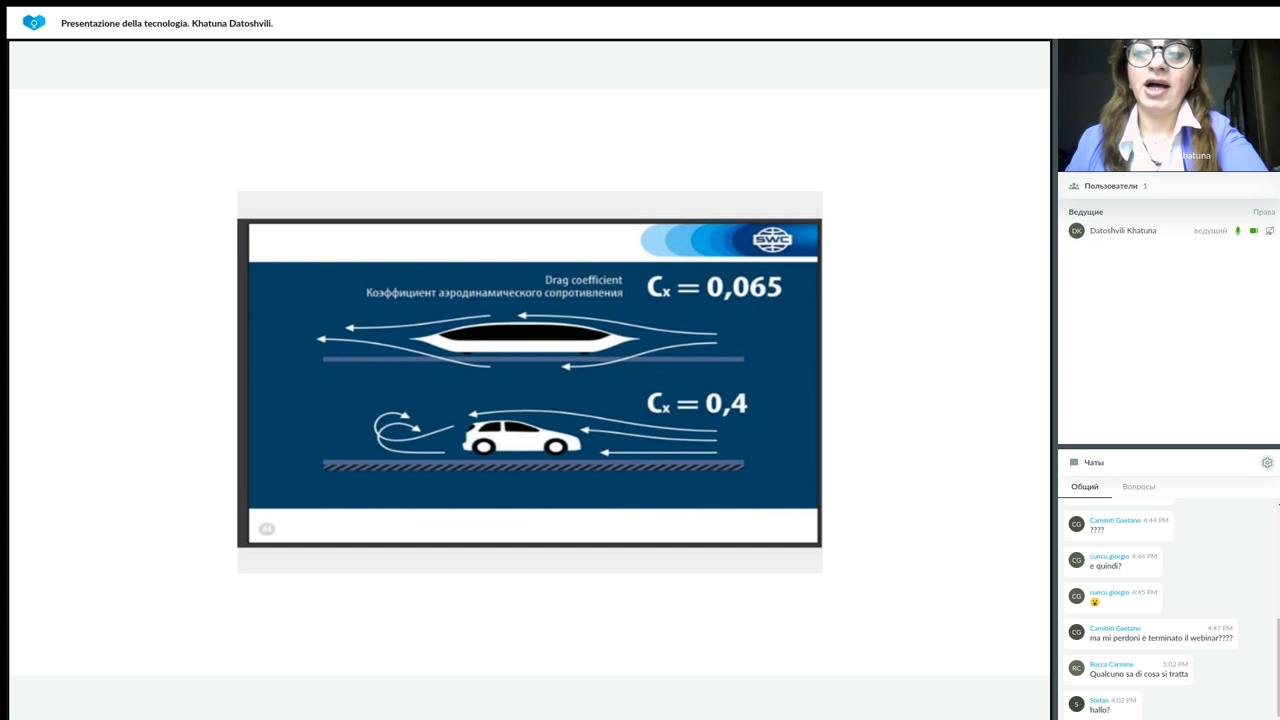 Presentazione della tecnologia. Khatuna Datoshvili.
SWC
Drag coefficient
Коэффициент аэродинамического сопротивления
Cx = 0,065
Cx = 0,4
Пользователи 1
Ведущие Права
DK Datoshvili Khatuna ведущий
Чаты
Общий Вопросы
CG Caminiti Gaetano 4:44 PM
????
CG cuncu giorgio 4:44 PM
e quindi?
CG cuncu giorgio 4:45 PM
😮
CG Caminiti Gaetano 4:47 PM
ma mi perdoni è terminato il webinar????
RC Rocca Carmine 5:02 PM
Qualcuno sa di cosa si tratta
S Stefan 4:02 PM
hallo?